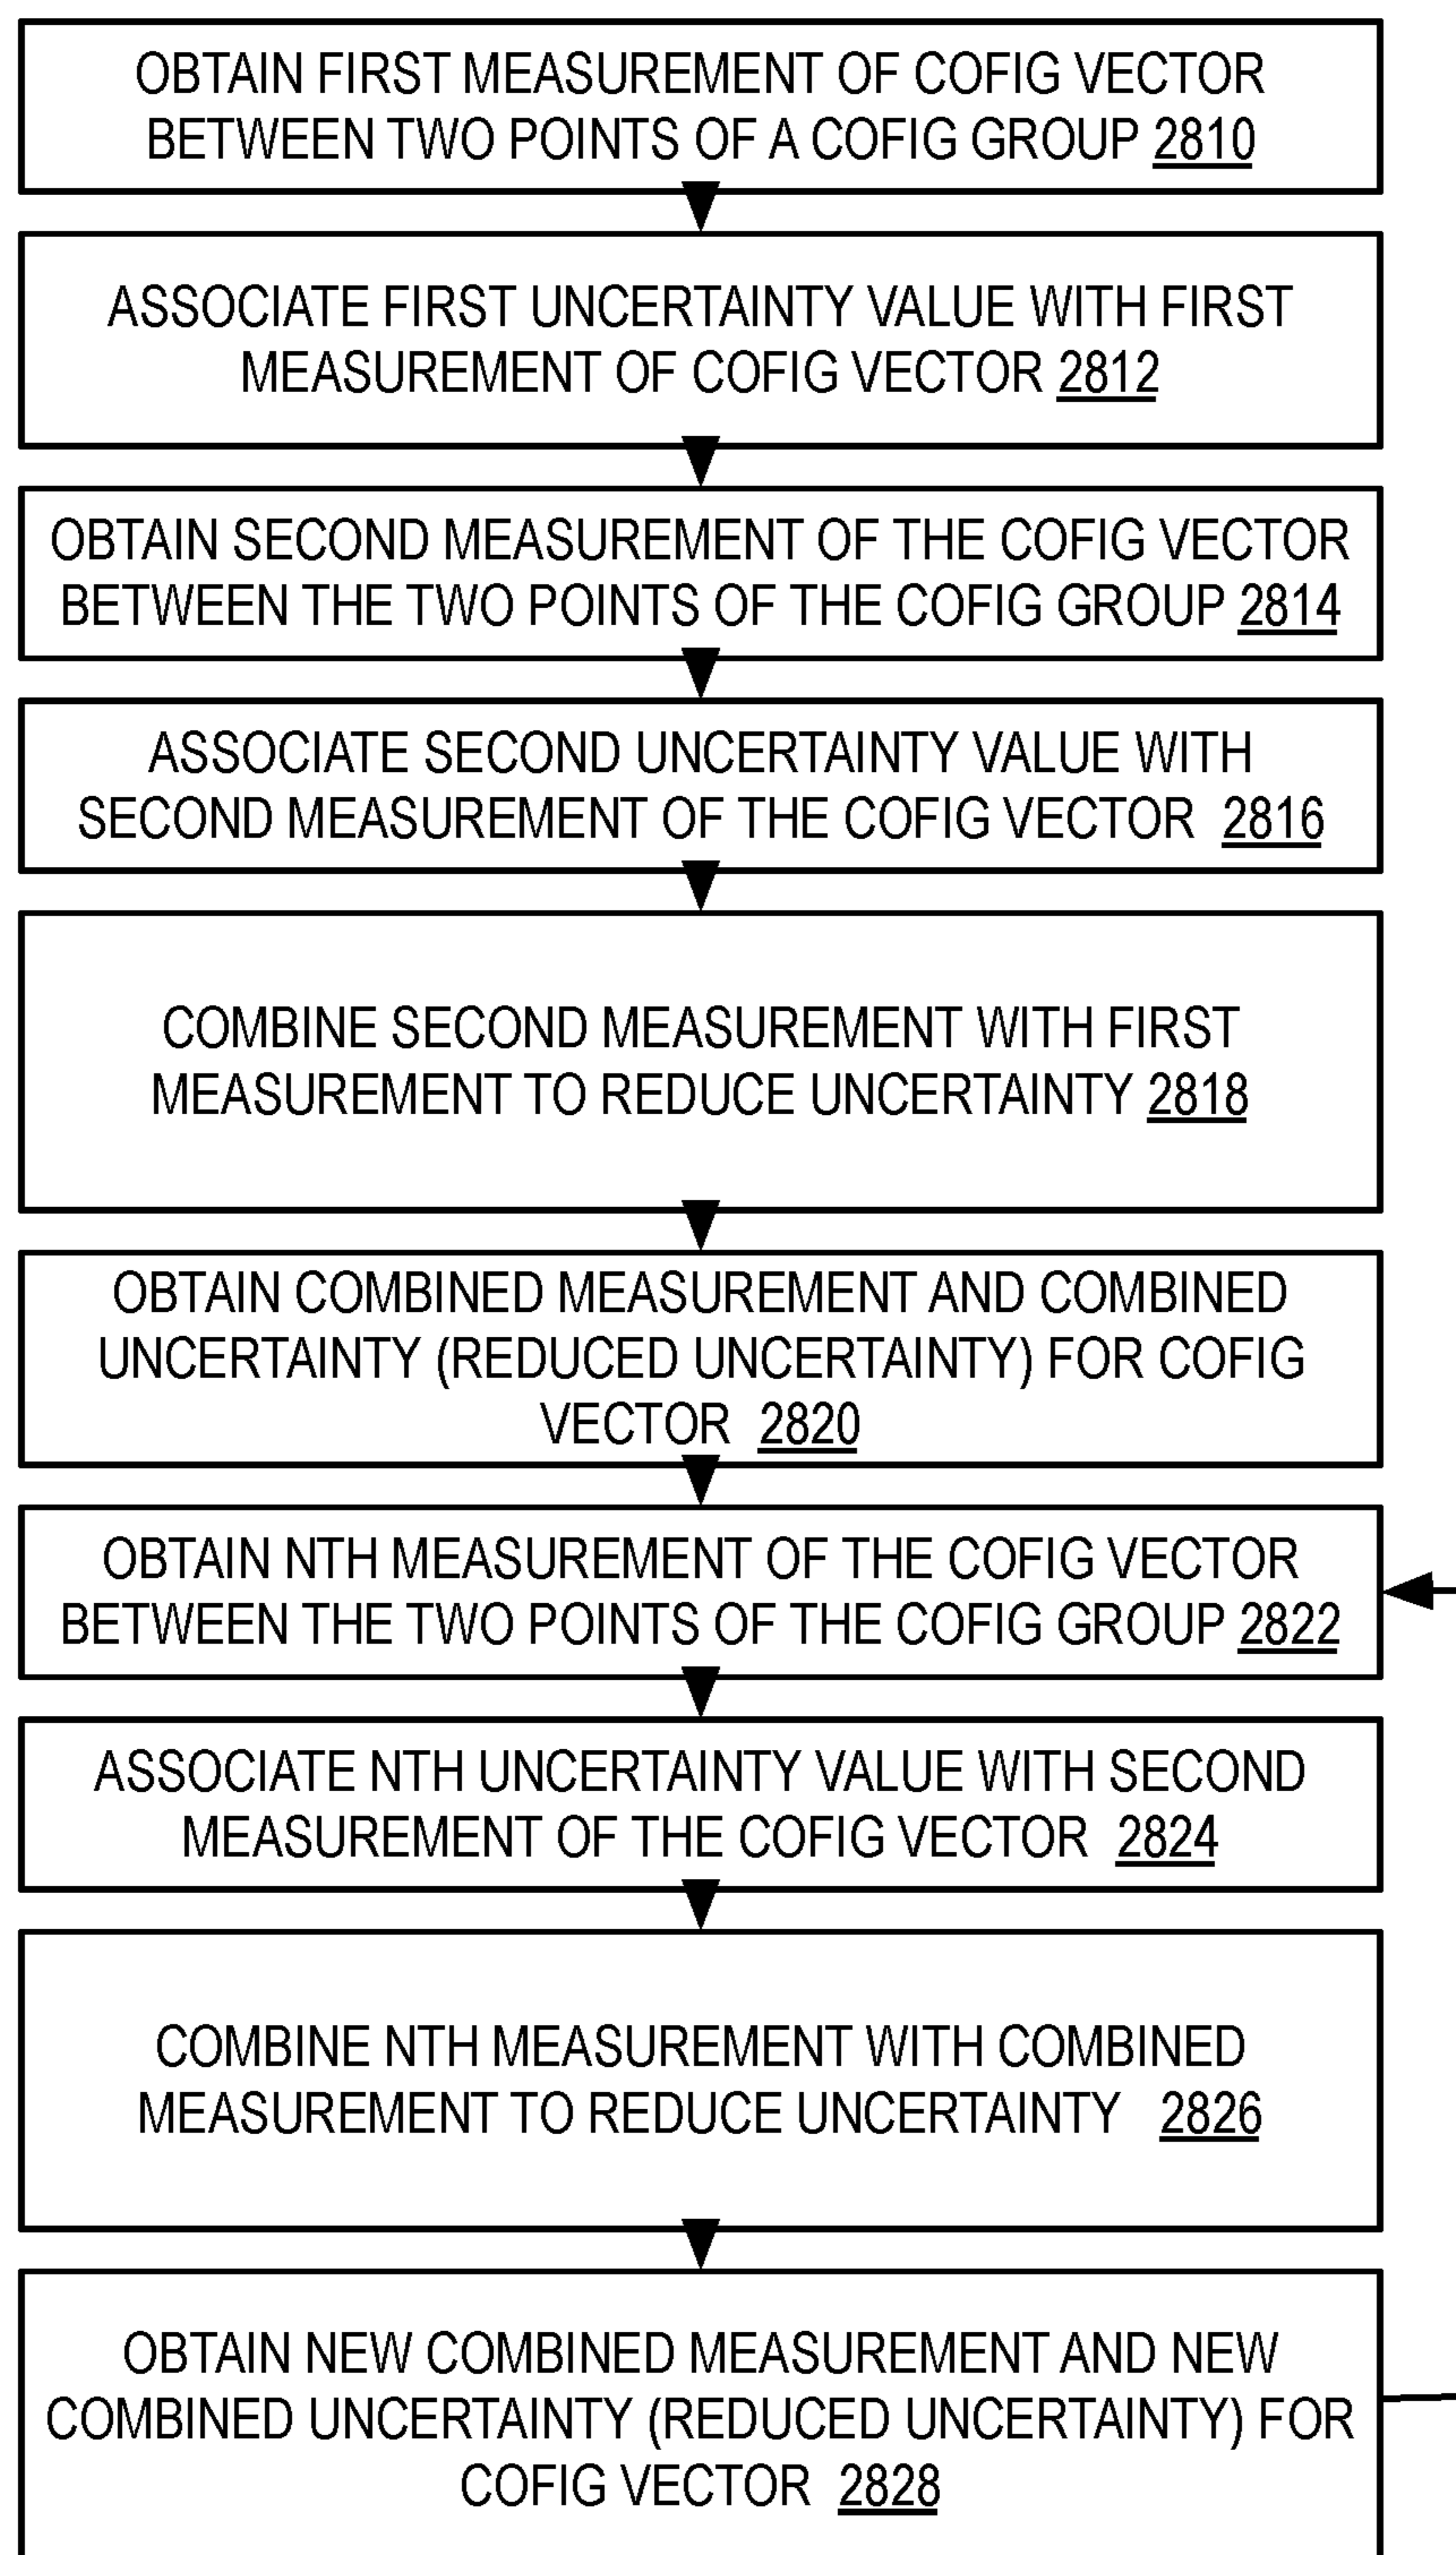 OBTAIN FIRST MEASUREMENT OF COFIG VECTOR
BETWEEN TWO POINTS OF A COFIG GROUP 2810
ASSOCIATE FIRST UNCERTAINTY VALUE WITH FIRST
MEASUREMENT OF COFIG VECTOR 2812
OBTAIN SECOND MEASUREMENT OF THE COFIG VECTOR
BETWEEN THE TWO POINTS OF THE COFIG GROUP 2814
ASSOCIATE SECOND UNCERTAINTY VALUE WITH
SECOND MEASUREMENT OF THE COFIG VECTOR 2816
COMBINE SECOND MEASUREMENT WITH FIRST
MEASUREMENT TO REDUCE UNCERTAINTY 2818
OBTAIN COMBINED MEASUREMENT AND COMBINED
UNCERTAINTY (REDUCED UNCERTAINTY) FOR COFIG
VECTOR 2820
OBTAIN NTH MEASUREMENT OF THE COFIG VECTOR
BETWEEN THE TWO POINTS OF THE COFIG GROUP 2822
ASSOCIATE NTH UNCERTAINTY VALUE WITH SECOND
MEASUREMENT OF THE COFIG VECTOR 2824
COMBINE NTH MEASUREMENT WITH COMBINED
MEASUREMENT TO REDUCE UNCERTAINTY 2826
OBTAIN NEW COMBINED MEASUREMENT AND NEW
COMBINED UNCERTAINTY (REDUCED UNCERTAINTY) FOR
COFIG VECTOR 2828